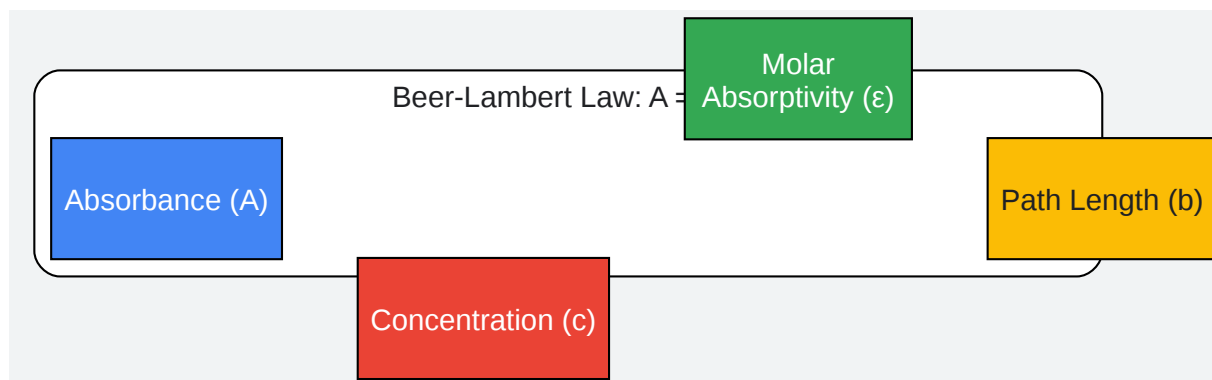 Molar
Absorptivity (ε)
Beer-Lambert Law: A =
Absorbance (A)
Path Length (b)
Concentration (c)